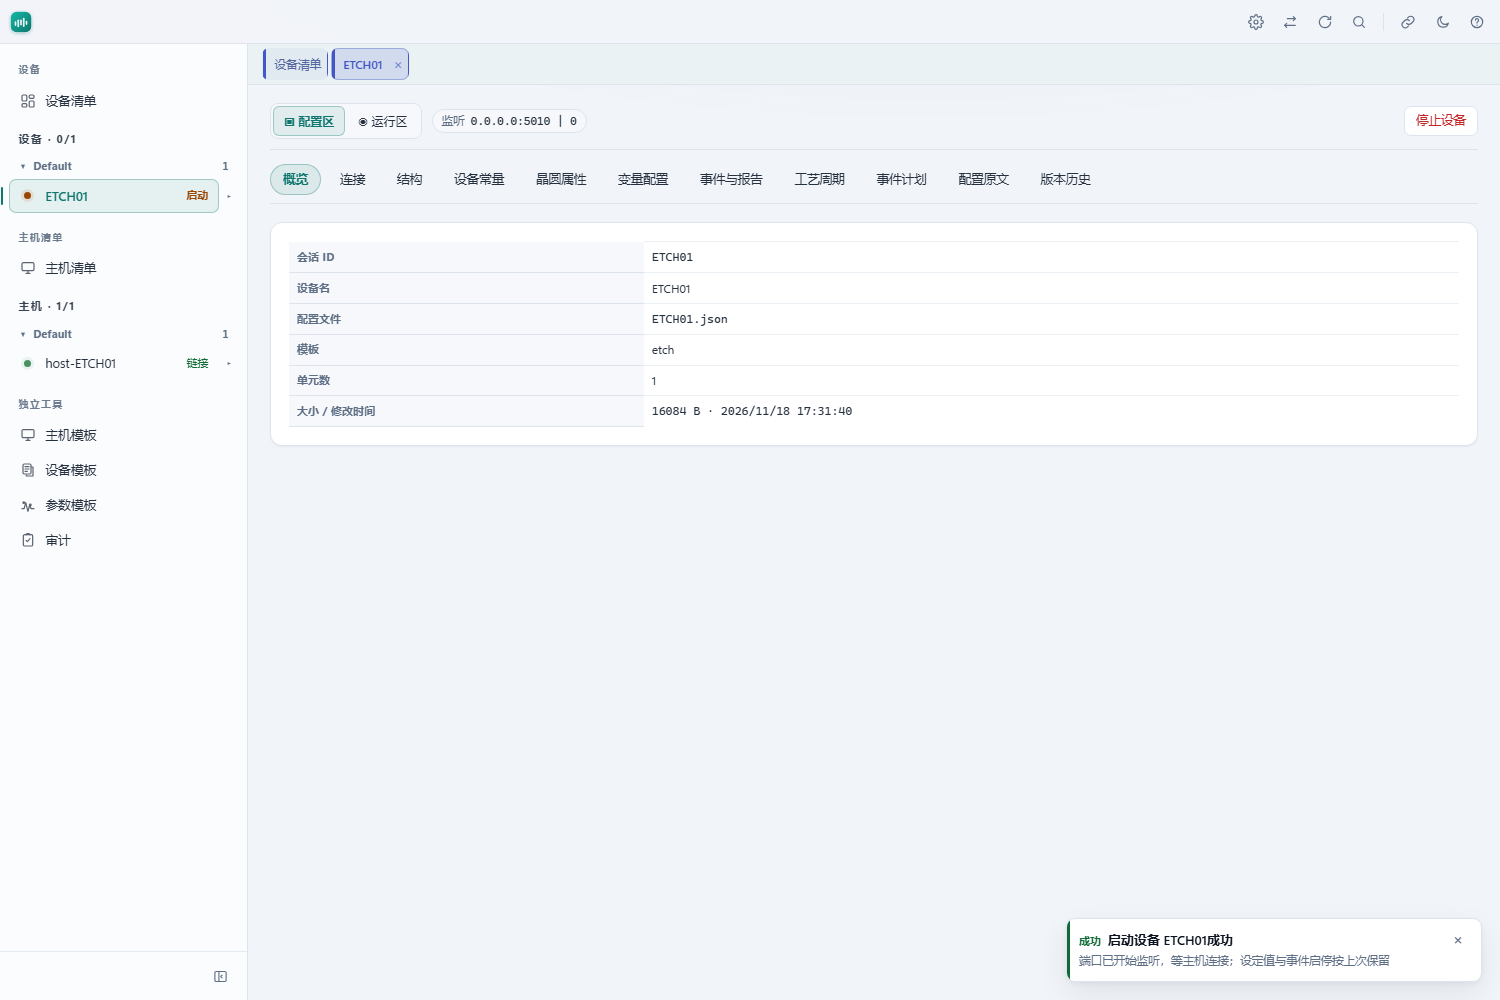 设备
设备清单
设备 · 0/1
Default 1
ETCH01 启动
主机清单
主机清单
主机 · 1/1
Default 1
host-ETCH01 链接
独立工具
主机模板
设备模板
参数模板
审计
设备清单 ETCH01 ×
配置区 运行区 监听 0.0.0.0:5010 | 0 停止设备
概览 连接 结构 设备常量 晶圆属性 变量配置 事件与报告 工艺周期 事件计划 配置原文 版本历史
会话 ID ETCH01
设备名 ETCH01
配置文件 ETCH01.json
模板 etch
单元数 1
大小 / 修改时间 16084 B · 2026/11/18 17:31:40
成功 启动设备 ETCH01成功 ×
端口已开始监听，等主机连接；设定值与事件启停按上次保留